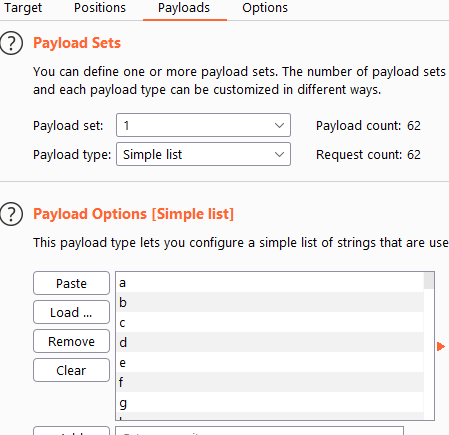 Target Positions Payloads Options
? Payload Sets
You can define one or more payload sets. The number of payload sets
and each payload type can be customized in different ways.
Payload set: 1 Payload count: 62
Payload type: Simple list Request count: 62
? Payload Options [Simple list]
This payload type lets you configure a simple list of strings that are use
Paste
Load ...
Remove
Clear
a
b
c
d
e
f
g